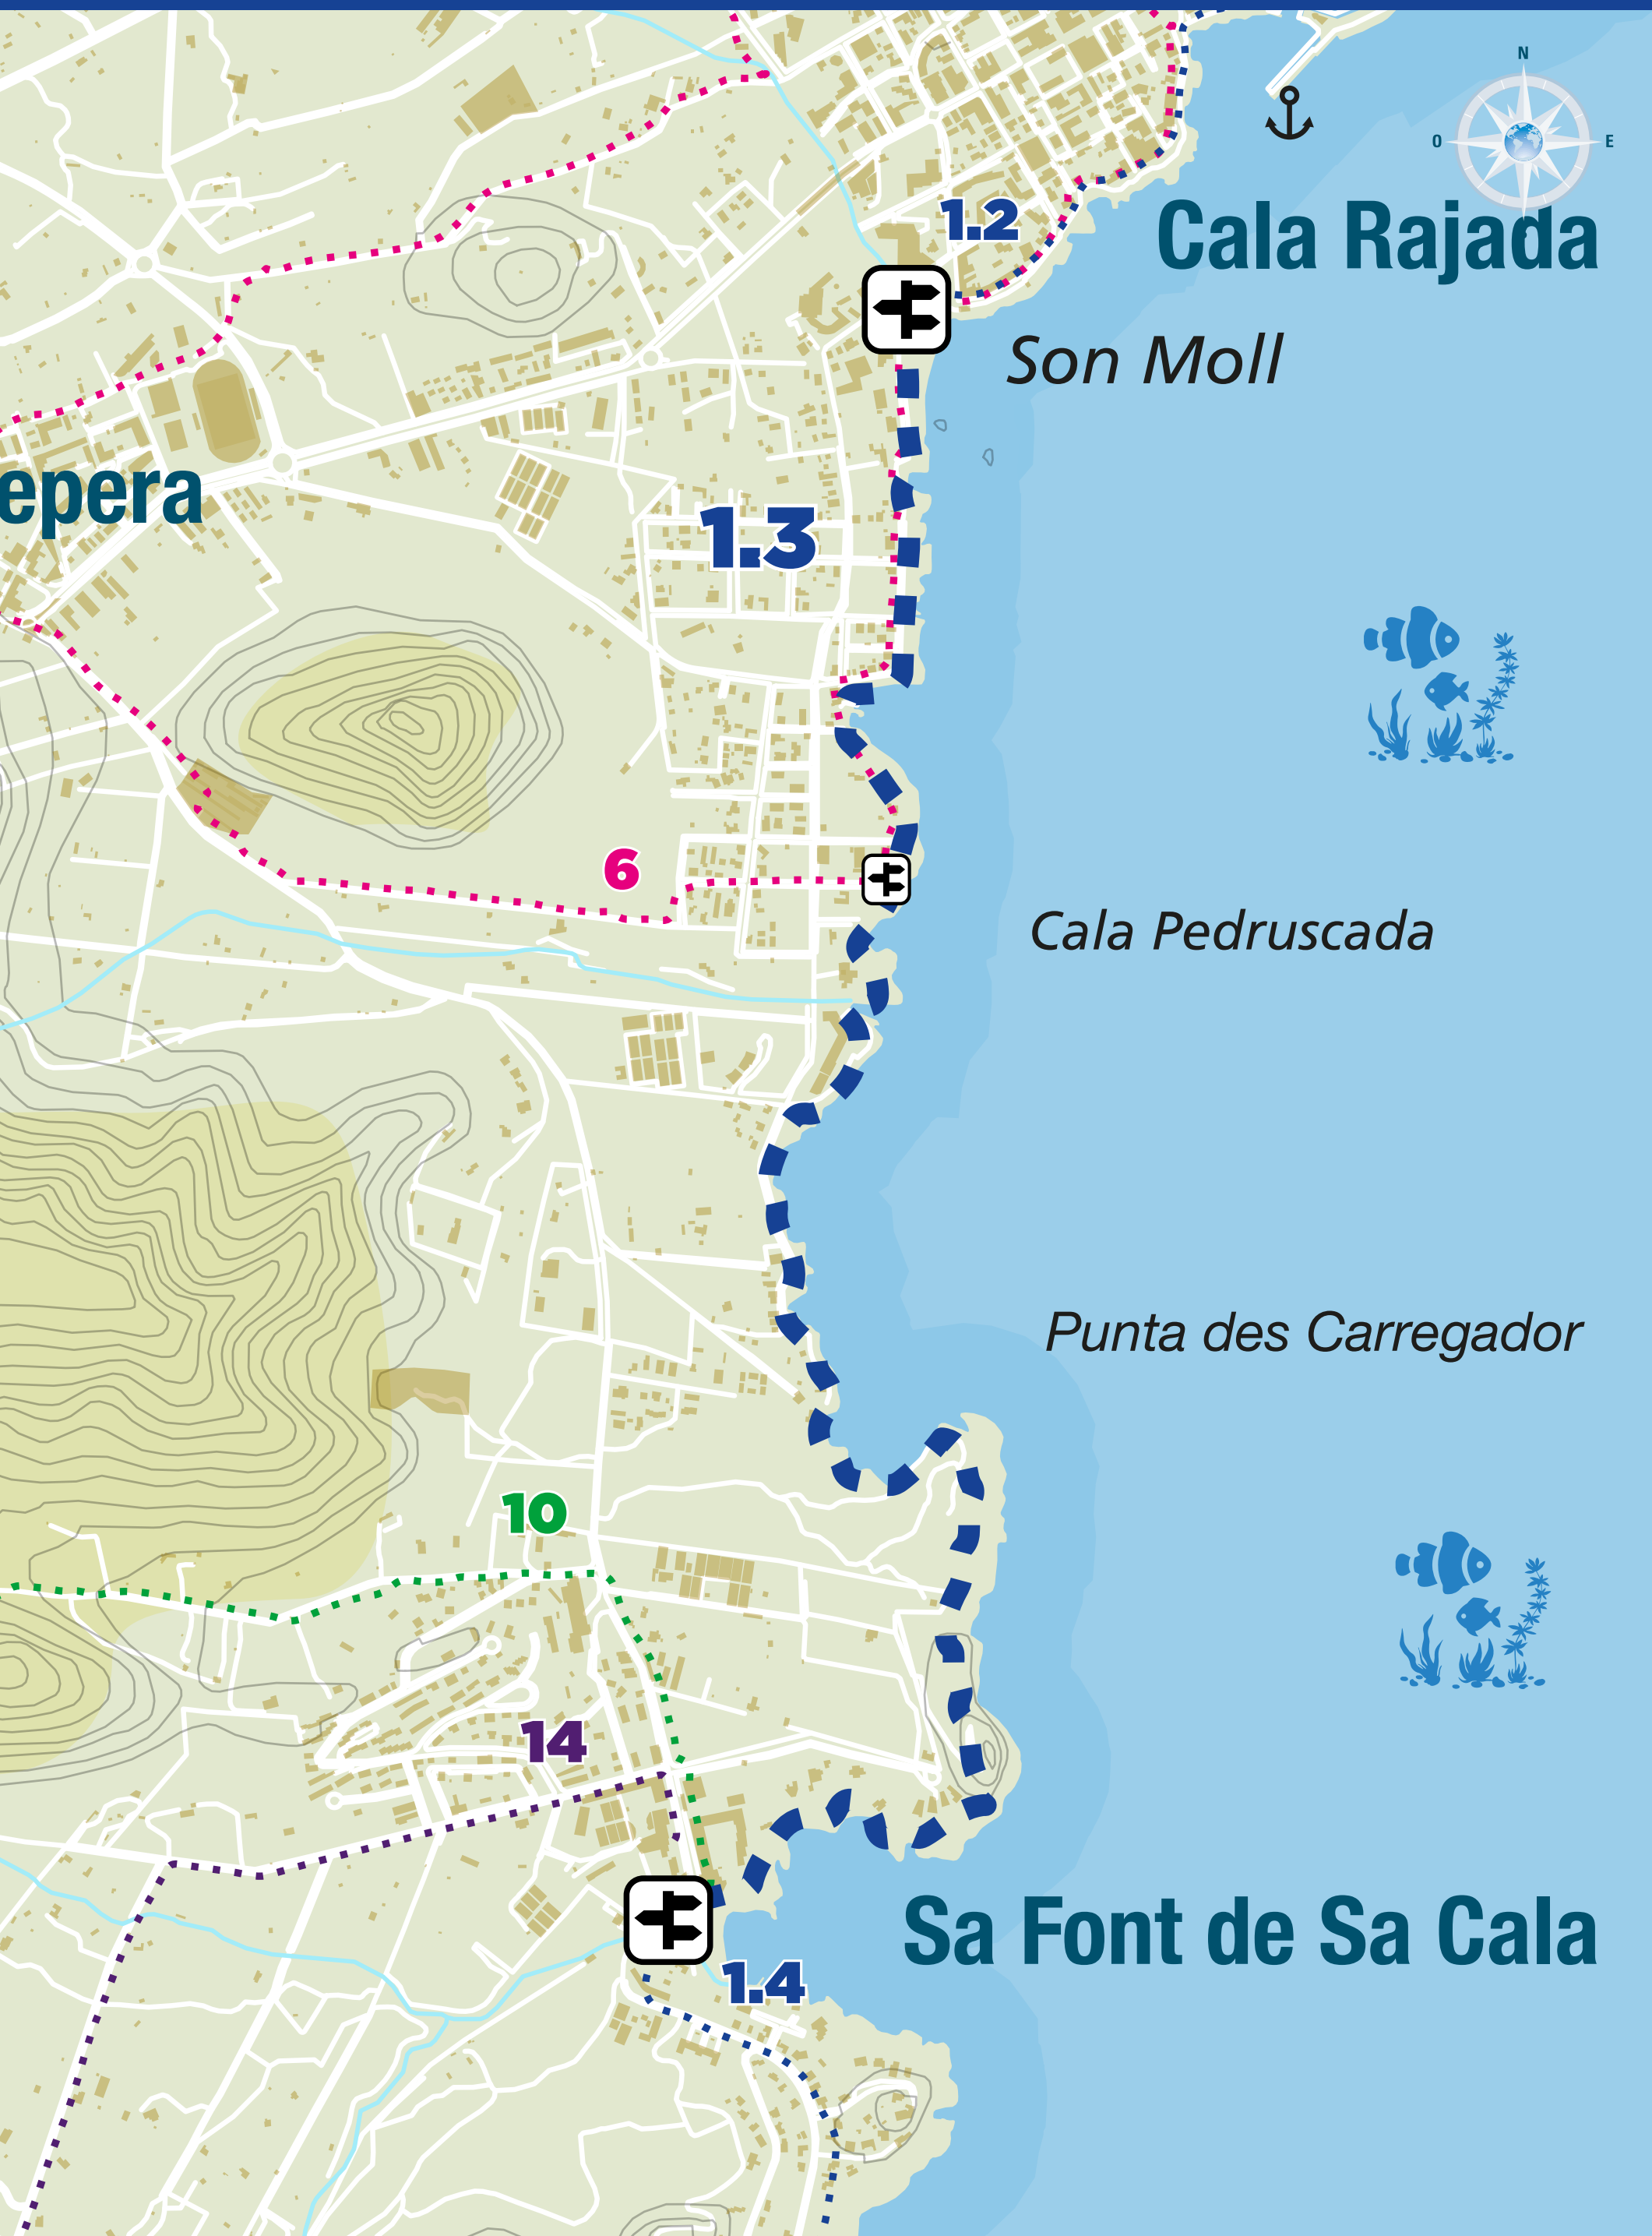 N
O
E
1.2
Cala Rajada
Son Moll
epera
1.3
6
Cala Pedruscada
Punta des Carregador
10
14
Sa Font de Sa Cala
1.4